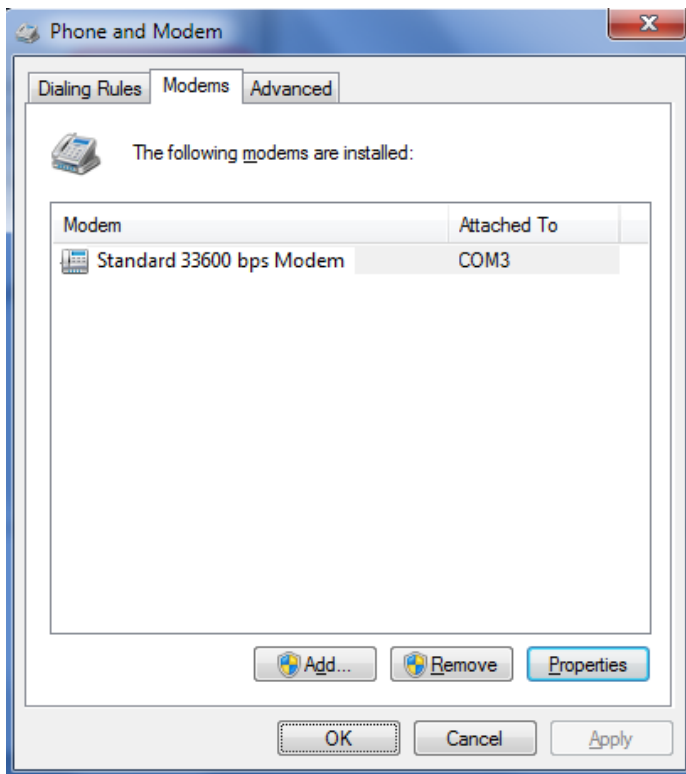 Phone and Modem
Dialing Rules Modems Advanced
The following modems are installed:
Modem Attached To
Standard 33600 bps Modem COM3
Add... Remove Properties
OK Cancel Apply